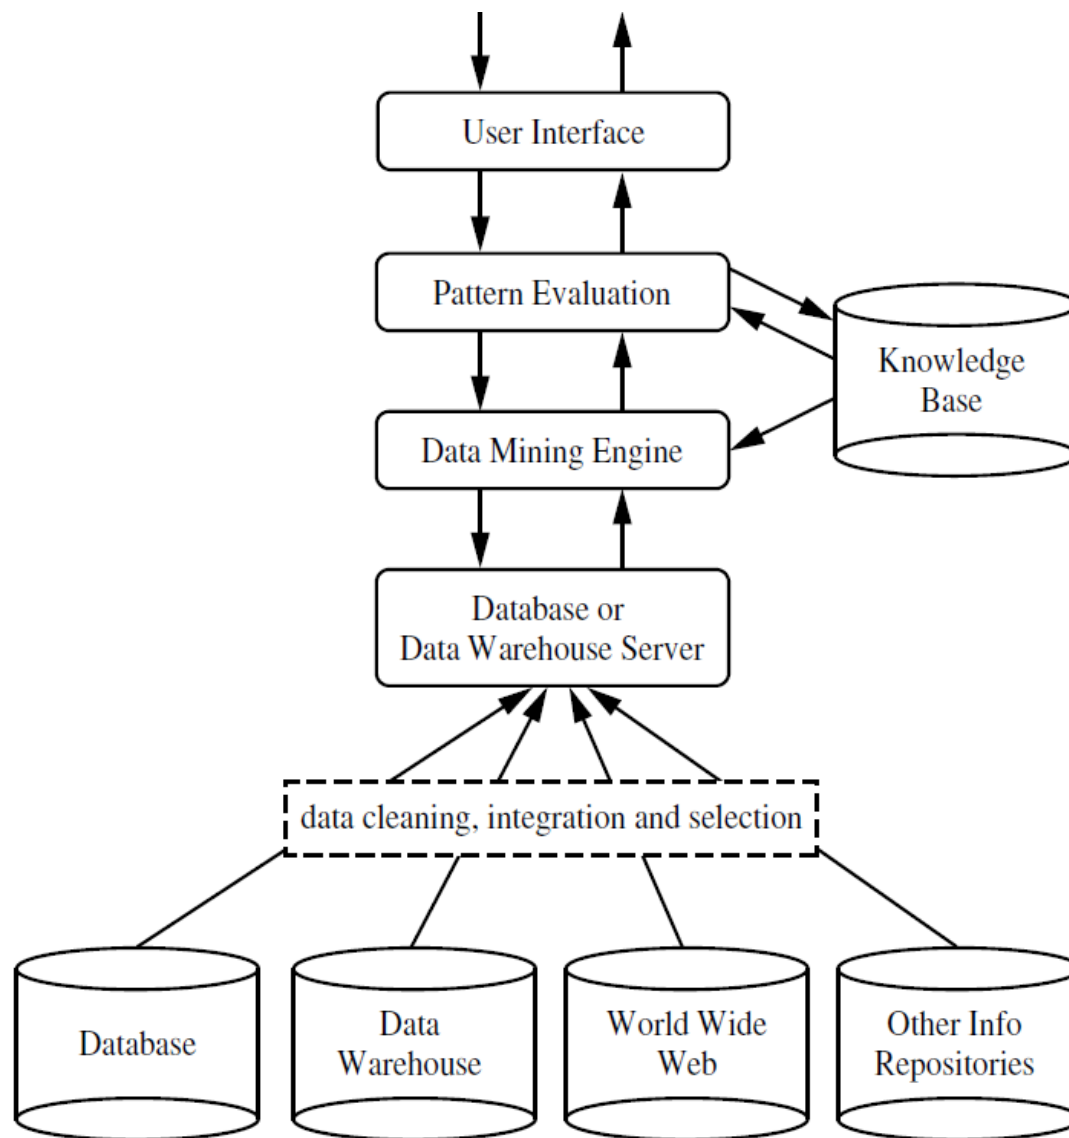 User Interface
Pattern Evaluation
Knowledge
Base
Data Mining Engine
Database or
Data Warehouse Server
data cleaning, integration and selection
Database
Data
Warehouse
World Wide
Web
Other Info
Repositories